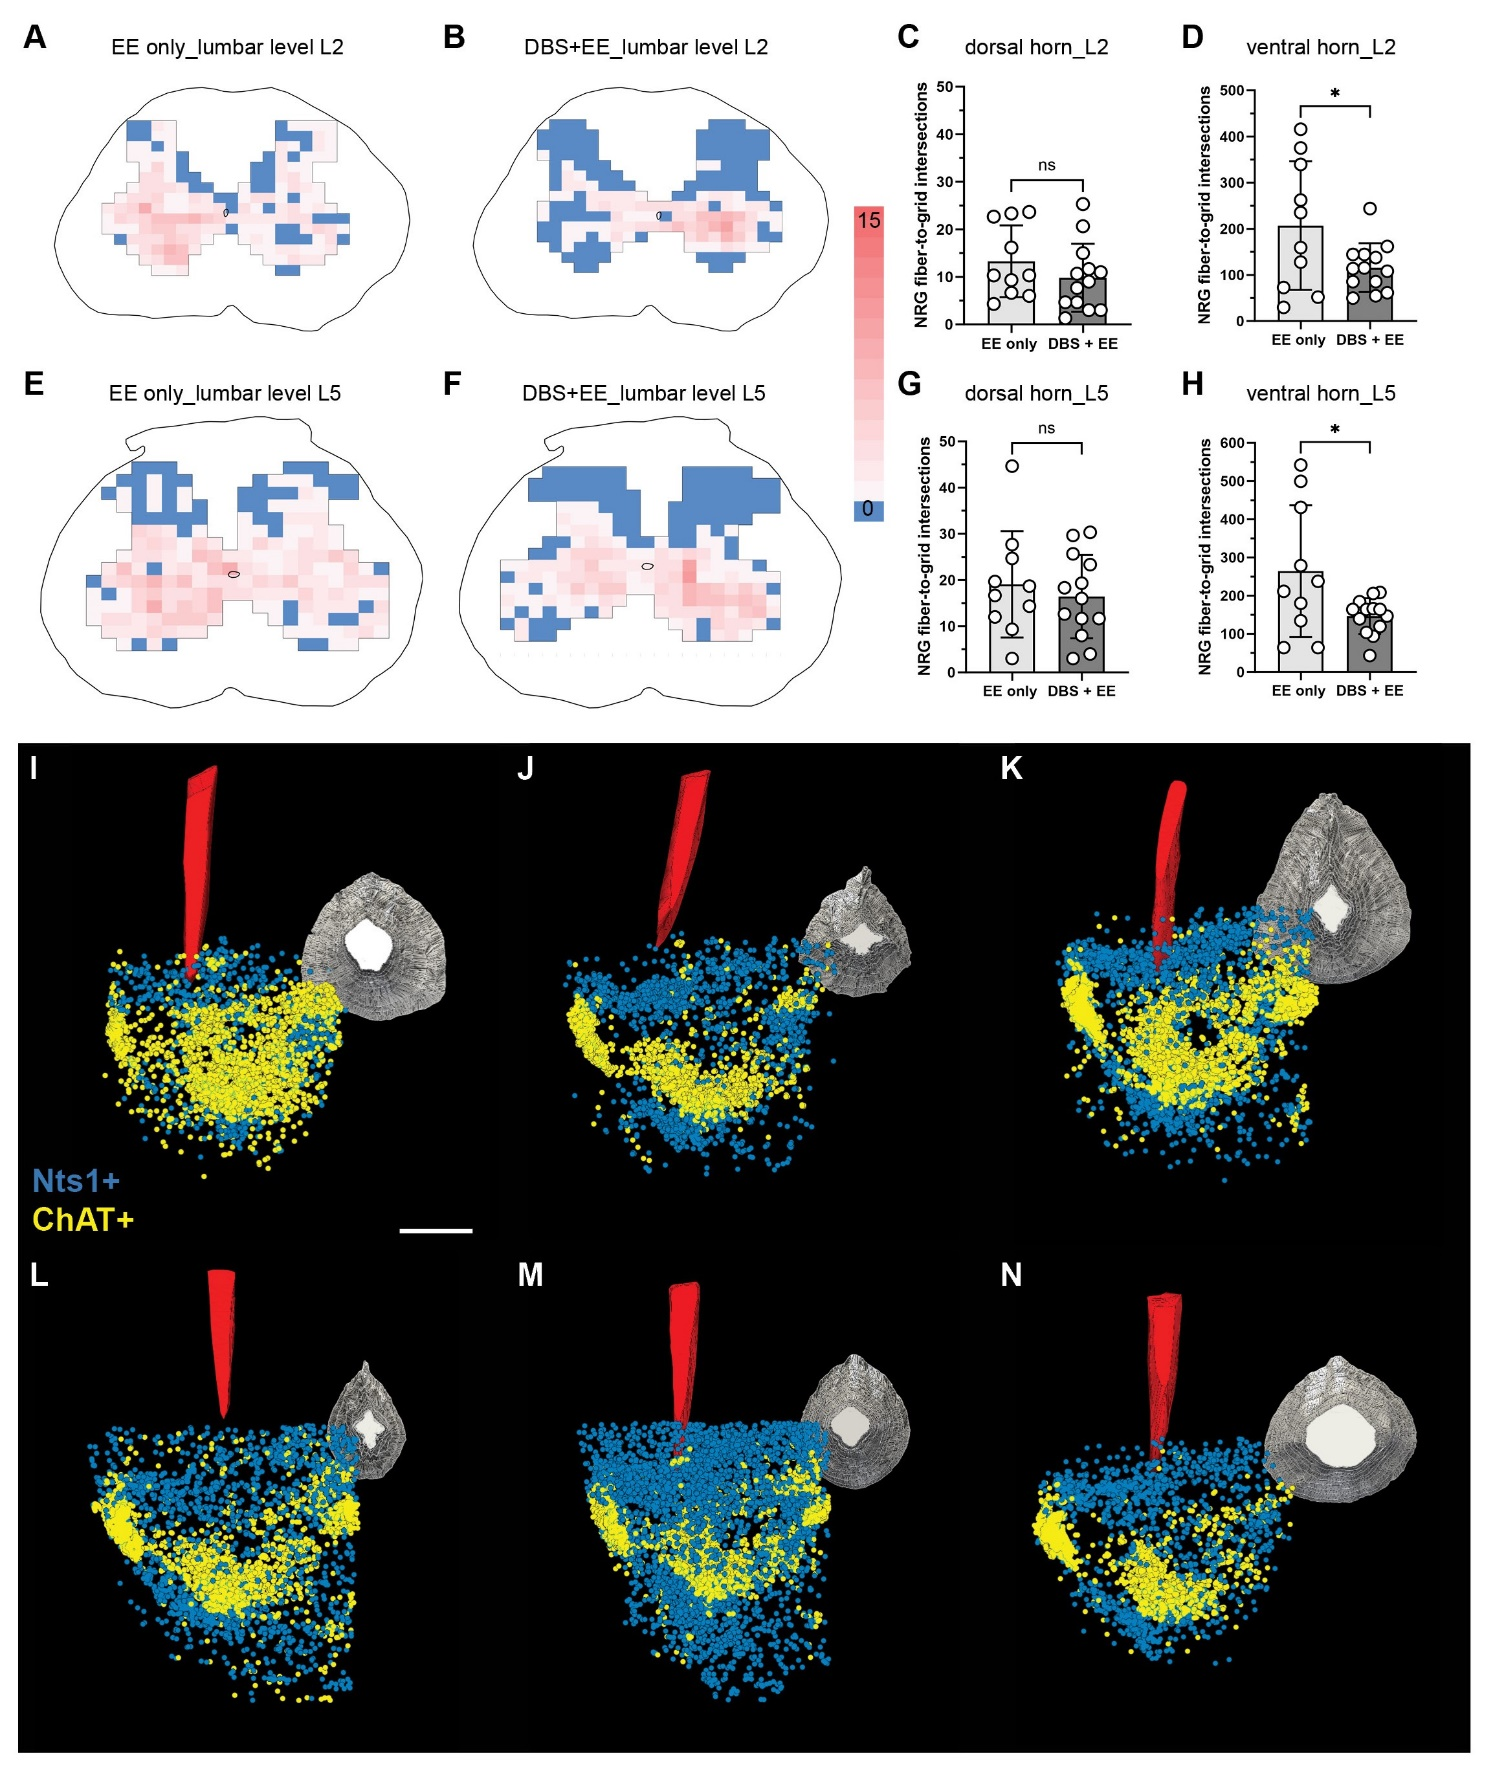 A
EE only_lumbar level L2
B
DBS+EE_lumbar level L2
C
dorsal horn_L2
NRG fiber-to-grid intersections
50
40
30
20
10
0
ns
EE only
DBS + EE
D
ventral horn_L2
NRG fiber-to-grid intersections
500
400
300
200
100
0
*
EE only
DBS + EE
15
0
E
EE only_lumbar level L5
F
DBS+EE_lumbar level L5
G
dorsal horn_L5
NRG fiber-to-grid intersections
50
40
30
20
10
0
ns
EE only
DBS + EE
H
ventral horn_L5
NRG fiber-to-grid intersections
600
500
400
300
200
100
0
*
EE only
DBS + EE
I
J
K
Nts1+
ChAT+
L
M
N